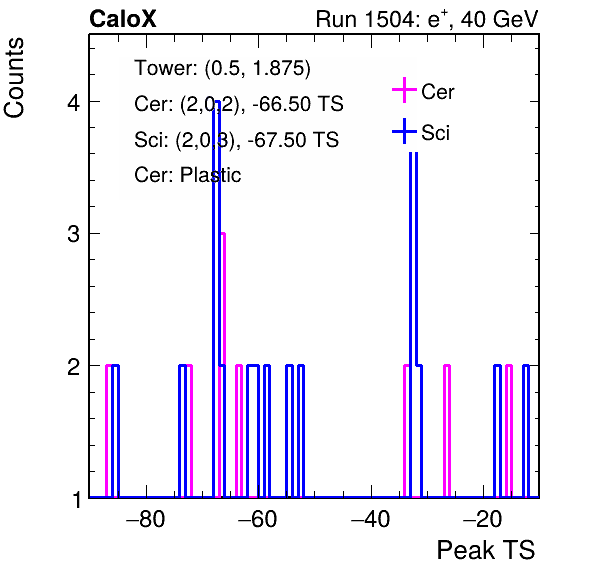 CaloX Run 1504: e⁺, 40 GeV
Counts
Tower: (0.5, 1.875)
Cer: (2,0,2), -66.50 TS
Sci: (2,0,3), -67.50 TS
Cer: Plastic
Cer
Sci
4
3
2
1
−80 −60 −40 −20
Peak TS